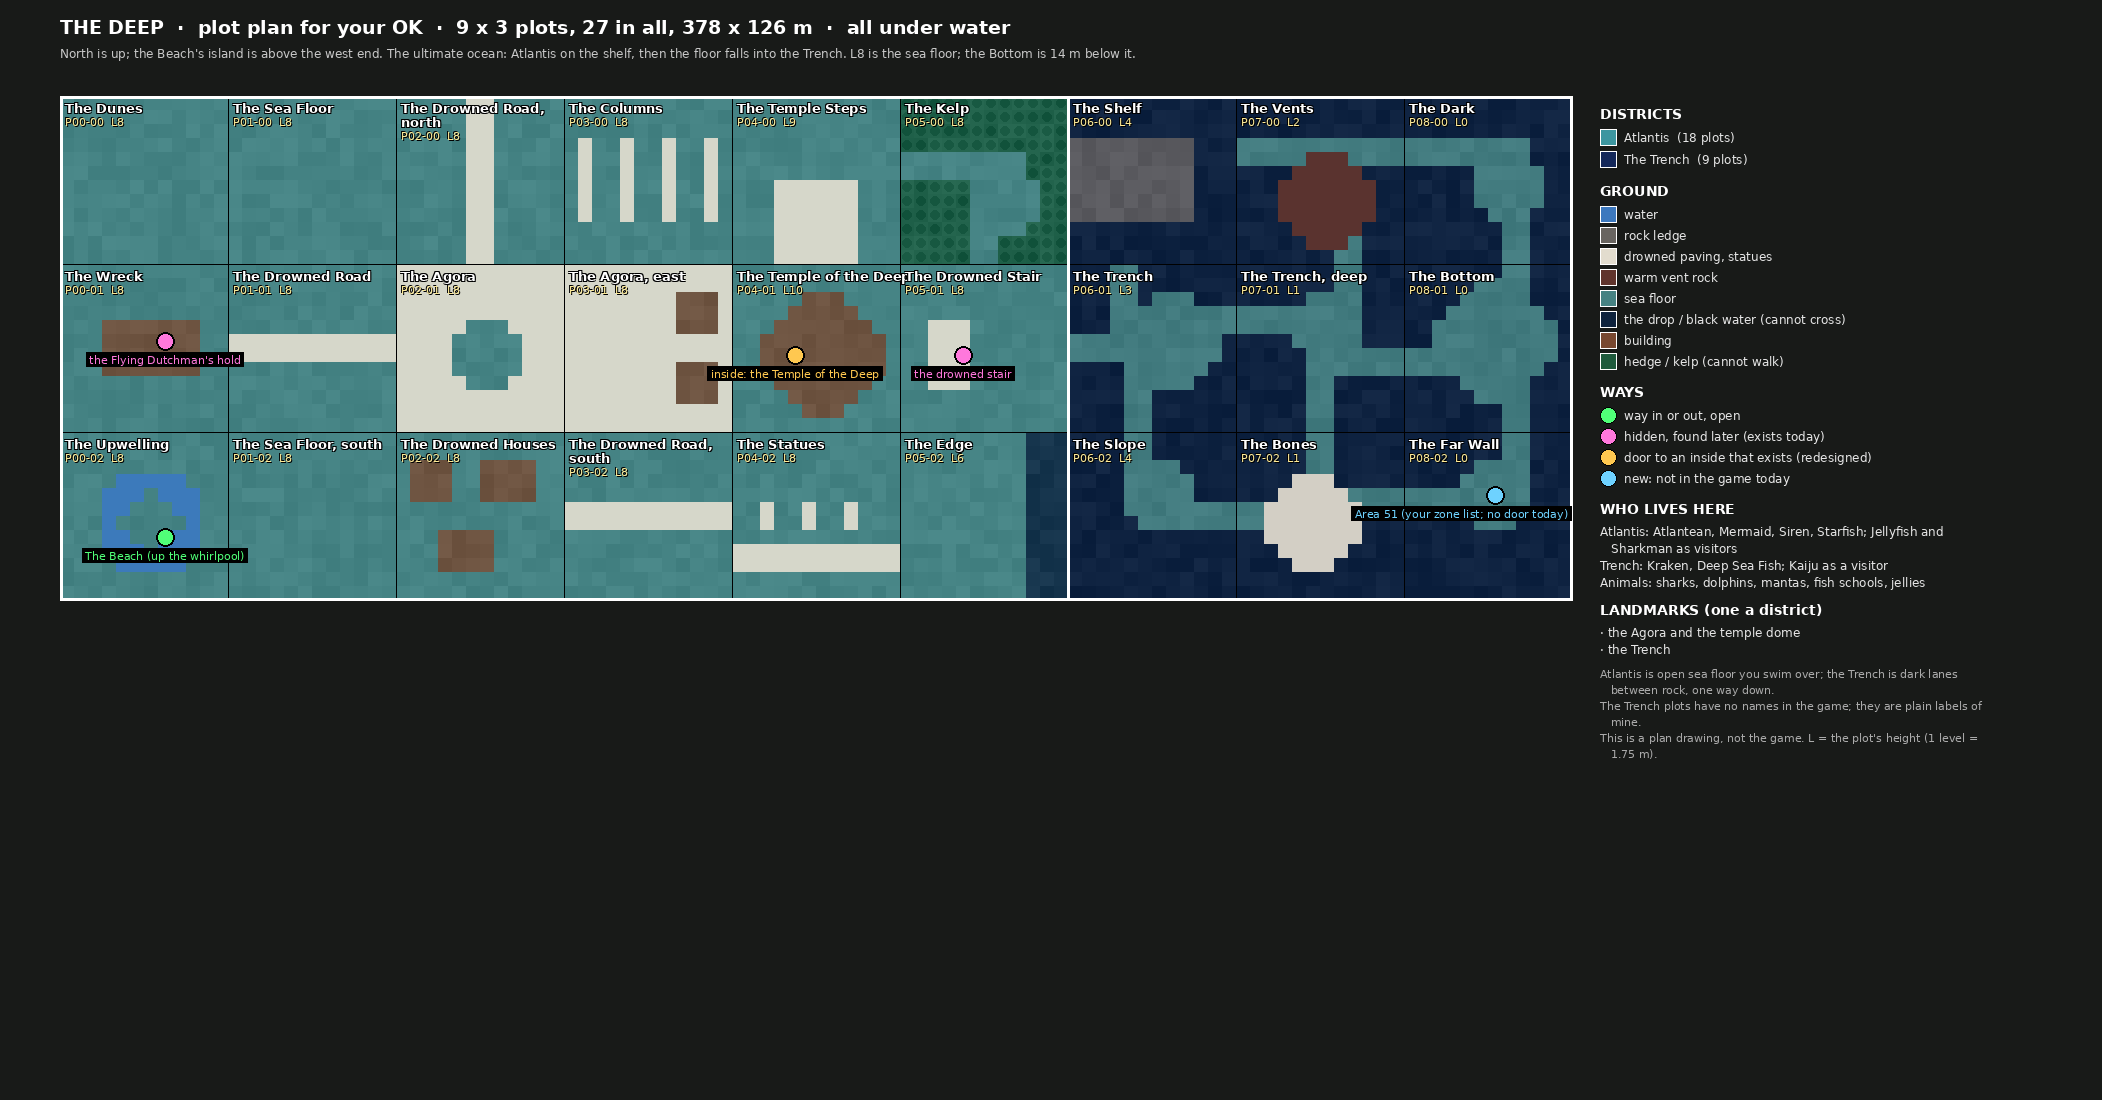 THE DEEP · plot plan for your OK · 9 x 3 plots, 27 in all, 378 x 126 m · all under water
North is up; the Beach's island is above the west end. The ultimate ocean: Atlantis on the shelf, then the floor falls into the Trench. L8 is the sea floor; the Bottom is 14 m below it.
The Dunes
P00-00 L8
The Sea Floor
P01-00 L8
The Drowned Road,
north
P02-00 L8
The Columns
P03-00 L8
The Temple Steps
P04-00 L9
The Kelp
P05-00 L8
The Shelf
P06-00 L4
The Vents
P07-00 L2
The Dark
P08-00 L0
The Wreck
P00-01 L8
the Flying Dutchman's hold
The Drowned Road
P01-01 L8
The Agora
P02-01 L8
The Agora, east
P03-01 L8
The Temple of the Deep
P04-01 L10
inside: the Temple of the Deep
The Drowned Stair
P05-01 L8
the drowned stair
The Trench
P06-01 L3
The Trench, deep
P07-01 L1
The Bottom
P08-01 L0
The Upwelling
P00-02 L8
The Beach (up the whirlpool)
The Sea Floor, south
P01-02 L8
The Drowned Houses
P02-02 L8
The Drowned Road,
south
P03-02 L8
The Statues
P04-02 L8
The Edge
P05-02 L6
The Slope
P06-02 L4
The Bones
P07-02 L1
The Far Wall
P08-02 L0
Area 51 (your zone list; no door today)
DISTRICTS
Atlantis (18 plots)
The Trench (9 plots)
GROUND
water
rock ledge
drowned paving, statues
warm vent rock
sea floor
the drop / black water (cannot cross)
building
hedge / kelp (cannot walk)
WAYS
way in or out, open
hidden, found later (exists today)
door to an inside that exists (redesigned)
new: not in the game today
WHO LIVES HERE
Atlantis: Atlantean, Mermaid, Siren, Starfish; Jellyfish and
Sharkman as visitors
Trench: Kraken, Deep Sea Fish; Kaiju as a visitor
Animals: sharks, dolphins, mantas, fish schools, jellies
LANDMARKS (one a district)
· the Agora and the temple dome
· the Trench
Atlantis is open sea floor you swim over; the Trench is dark lanes
between rock, one way down.
The Trench plots have no names in the game; they are plain labels of
mine.
This is a plan drawing, not the game. L = the plot's height (1 level =
1.75 m).